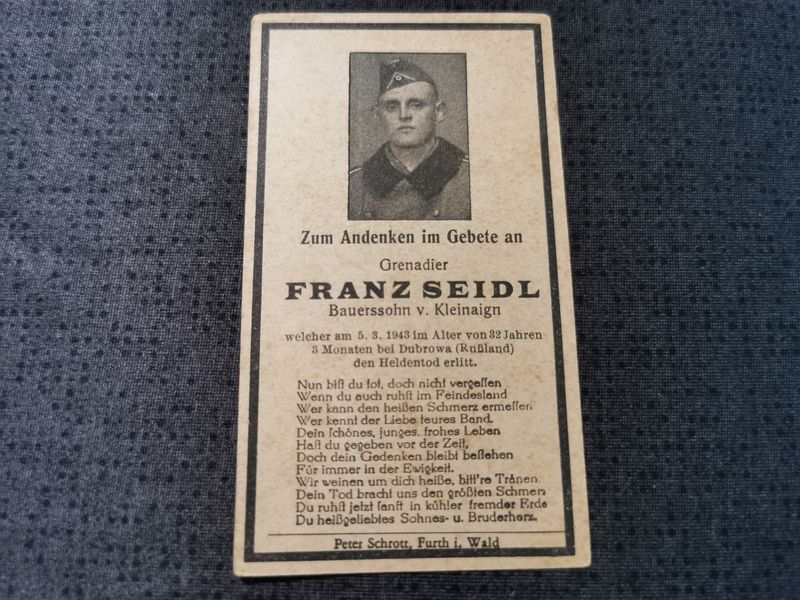 Zum Andenken im Gebete an
Grenadier
FRANZ SEIDL
Bauerssohn v. Kleinaign
welcher am 5. 3. 1943 im Alter von 32 Jahren
3 Monaten bei Dubrowa (Rußland)
den Heldentod erlitt.
Nun bist du tot, doch nicht vergessen
Wenn du auch ruhst im Feindesland
Wer kann den heißen Schmerz ermessen,
Wer kennt der Liebe teures Band.
Dein schönes, junges, frohes Leben
Hast du gegeben vor der Zeit,
Doch dein Gedenken bleibt bestehen
Für immer in der Ewigkeit.
Wir weinen um dich heiße, bitt're Tränen,
Dein Tod bracht uns den größten Schmerz
Du ruhst jetzt sanft in kühler fremder Erde
Du heißgeliebtes Sohnes- u. Bruderherz.
Peter Schrott, Furth i. Wald